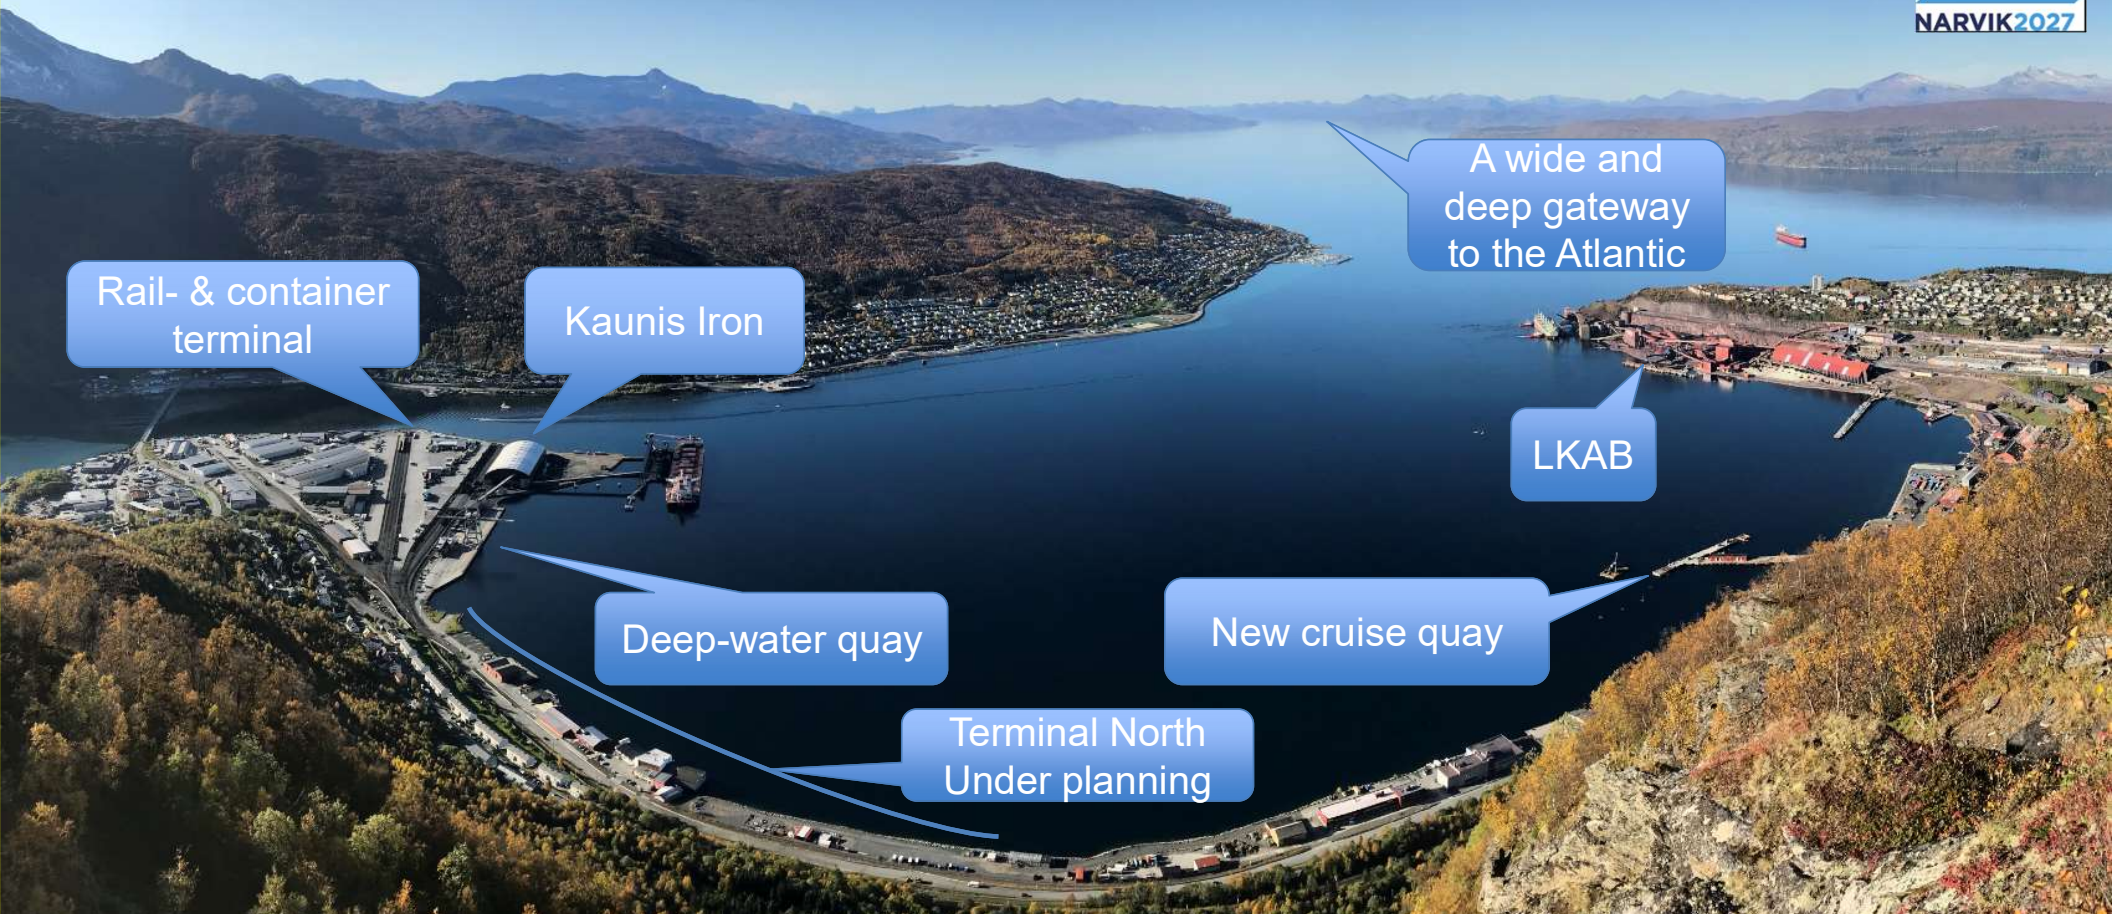 NARVIK2027
A wide and
deep gateway
to the Atlantic
Rail- & container
terminal
Kaunis Iron
LKAB
Deep-water quay
New cruise quay
Terminal North
Under planning